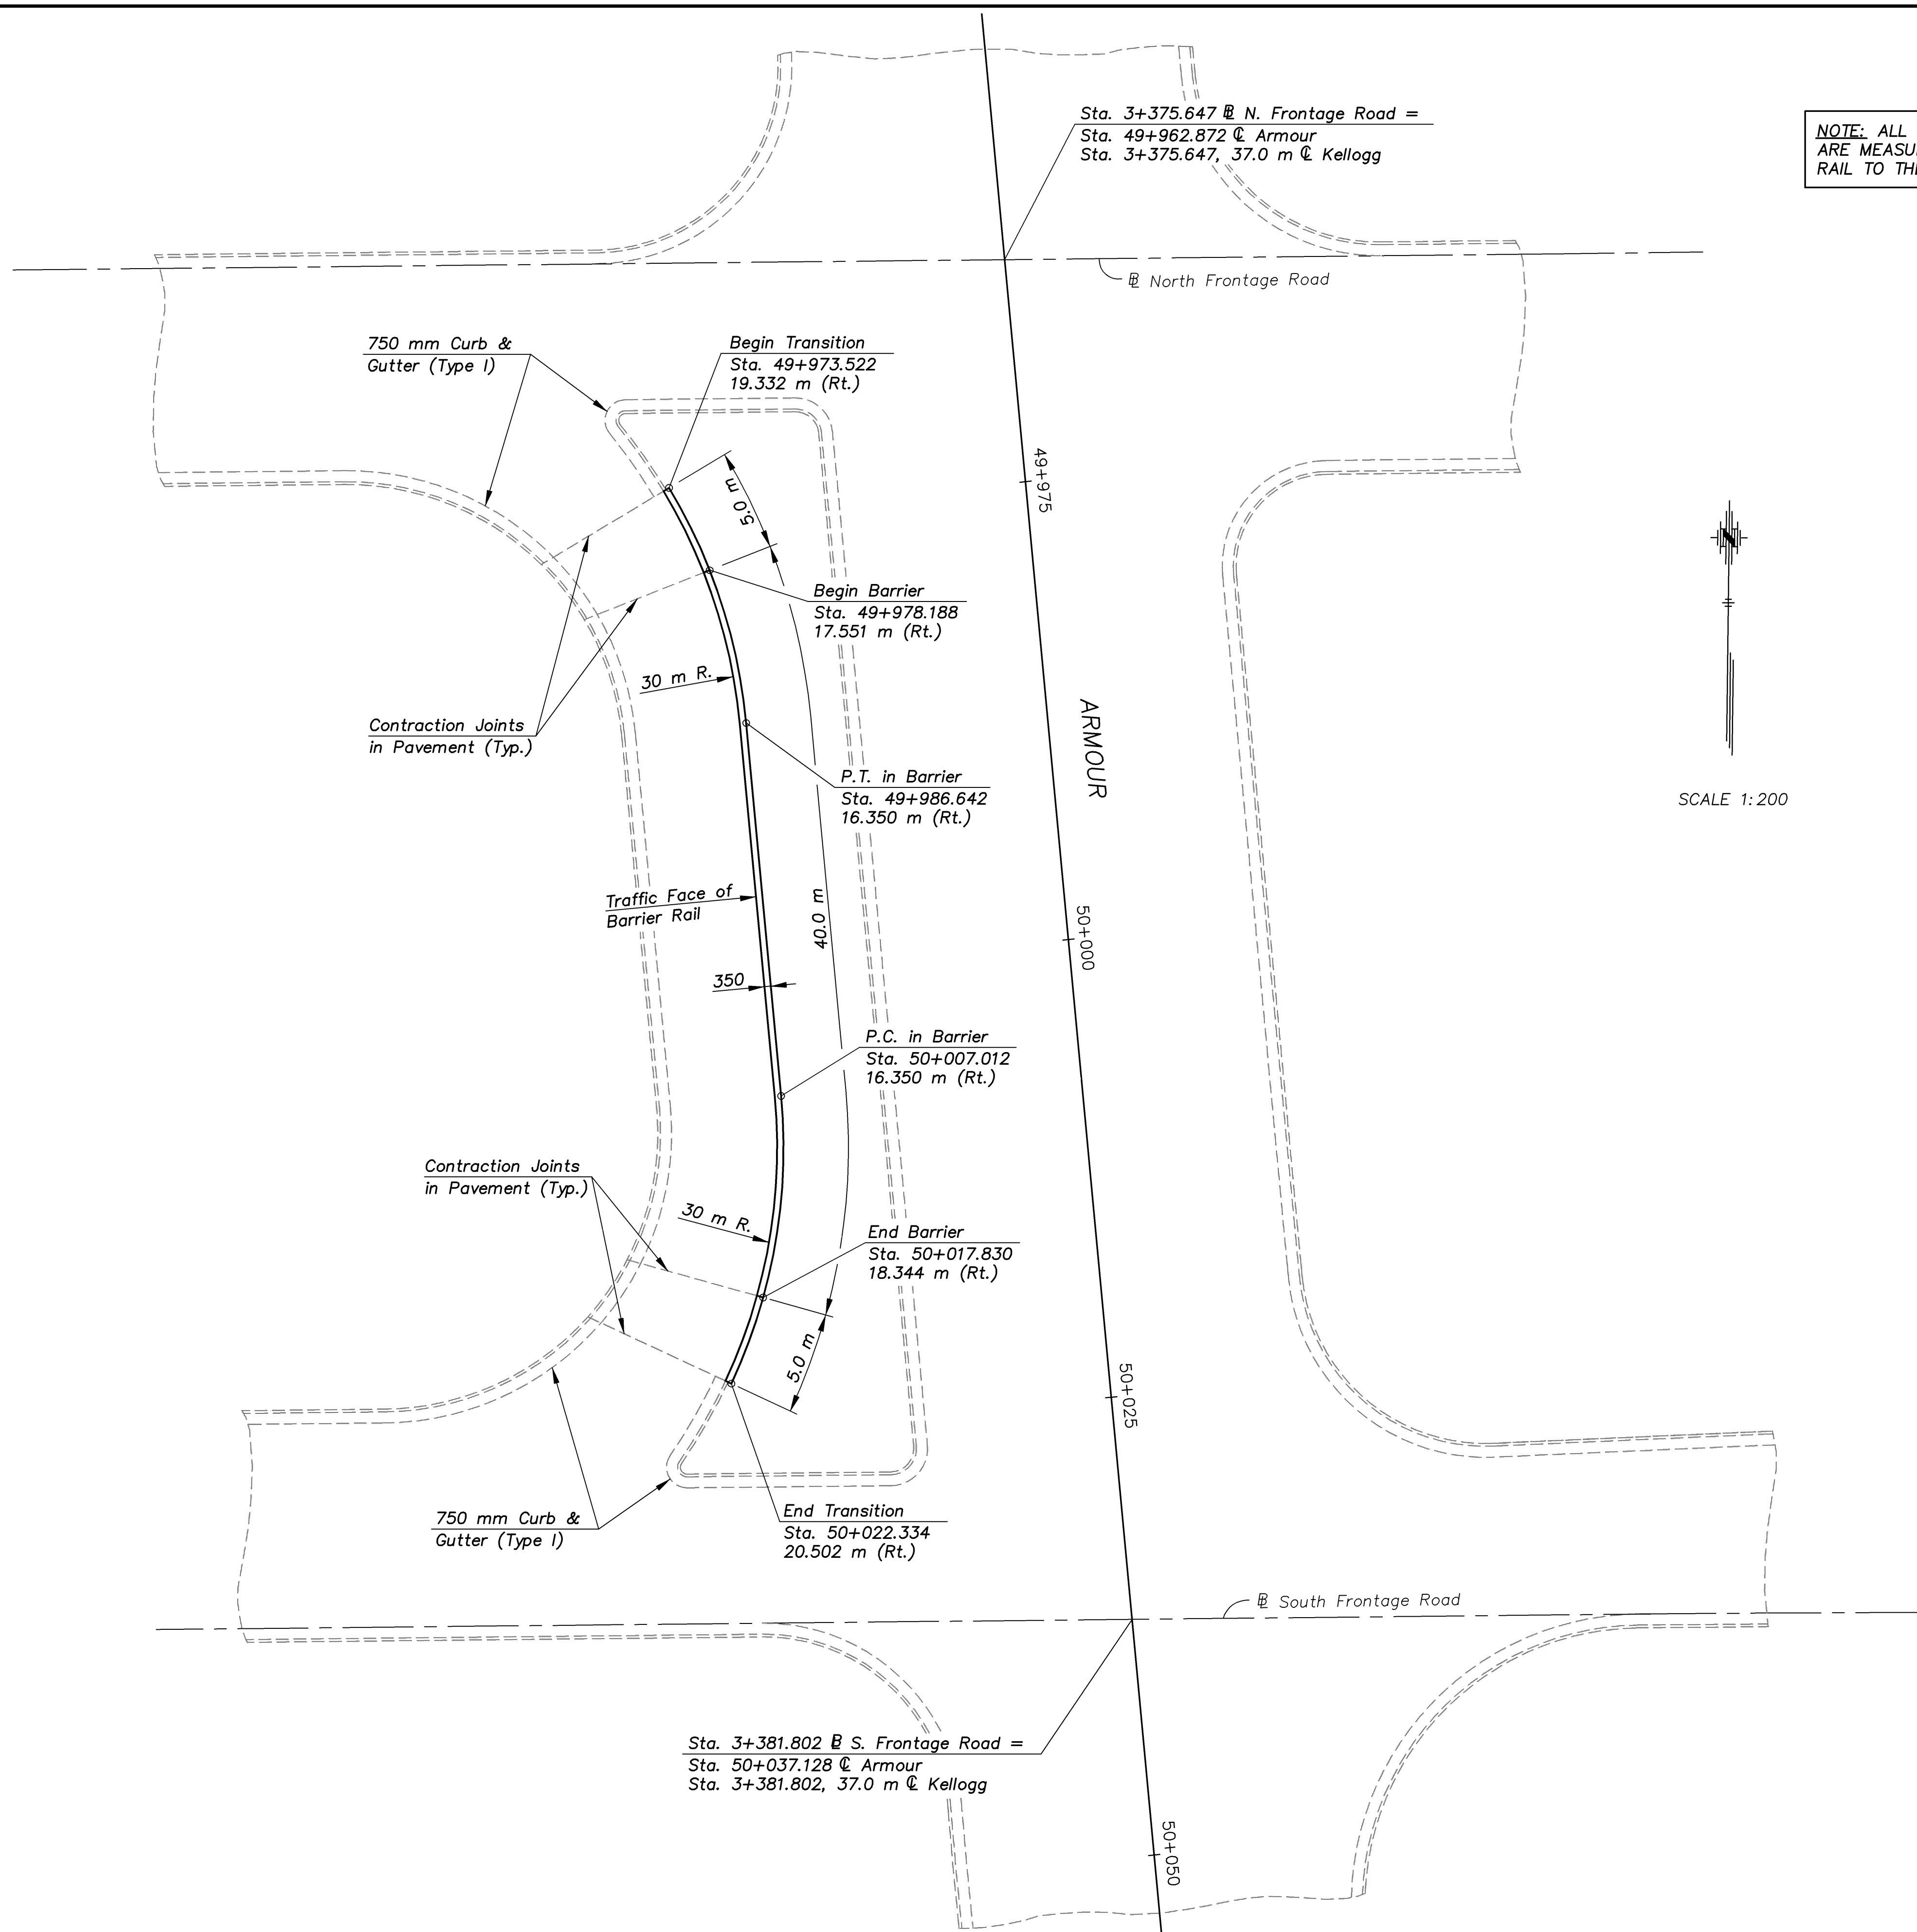 Sta. 3+375.647 ℄ N. Frontage Road =
Sta. 49+962.872 ℄ Armour
Sta. 3+375.647, 37.0 m ℄ Kellogg
NOTE: ALL
ARE MEASU
RAIL TO THE
North Frontage Road
750 mm Curb &
Gutter (Type I)
Begin Transition
Sta. 49+973.522
19.332 m (Rt.)
5.0 m
49+975
Begin Barrier
Sta. 49+978.188
17.551 m (Rt.)
30 m R.
Contraction Joints
in Pavement (Typ.)
ARMOUR
P.T. in Barrier
Sta. 49+986.642
16.350 m (Rt.)
SCALE 1:200
Traffic Face of
Barrier Rail
40.0 m
50+000
350
P.C. in Barrier
Sta. 50+007.012
16.350 m (Rt.)
Contraction Joints
in Pavement (Typ.)
30 m R.
End Barrier
Sta. 50+017.830
18.344 m (Rt.)
5.0 m
50+025
750 mm Curb &
Gutter (Type I)
End Transition
Sta. 50+022.334
20.502 m (Rt.)
South Frontage Road
Sta. 3+381.802 S. Frontage Road =
Sta. 50+037.128 ℄ Armour
Sta. 3+381.802, 37.0 m ℄ Kellogg
50+050